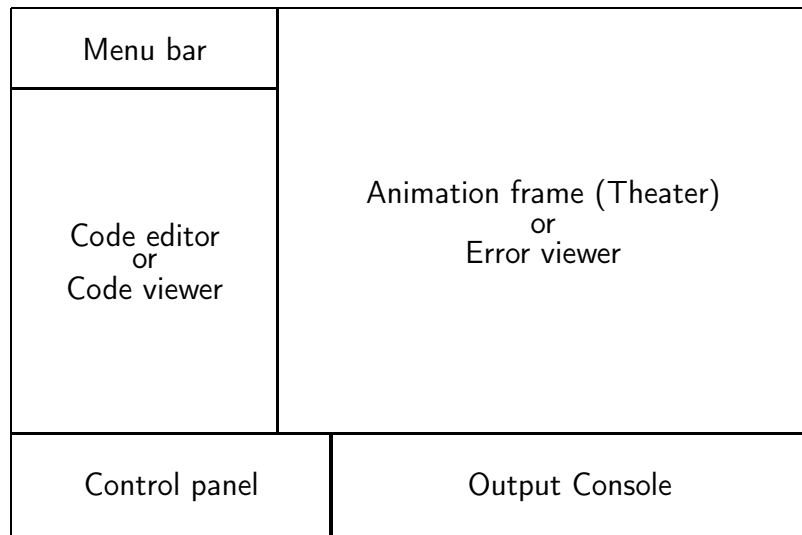 Menu bar
Code editor
or
Code viewer
Animation frame (Theater)
or
Error viewer
Control panel
Output Console